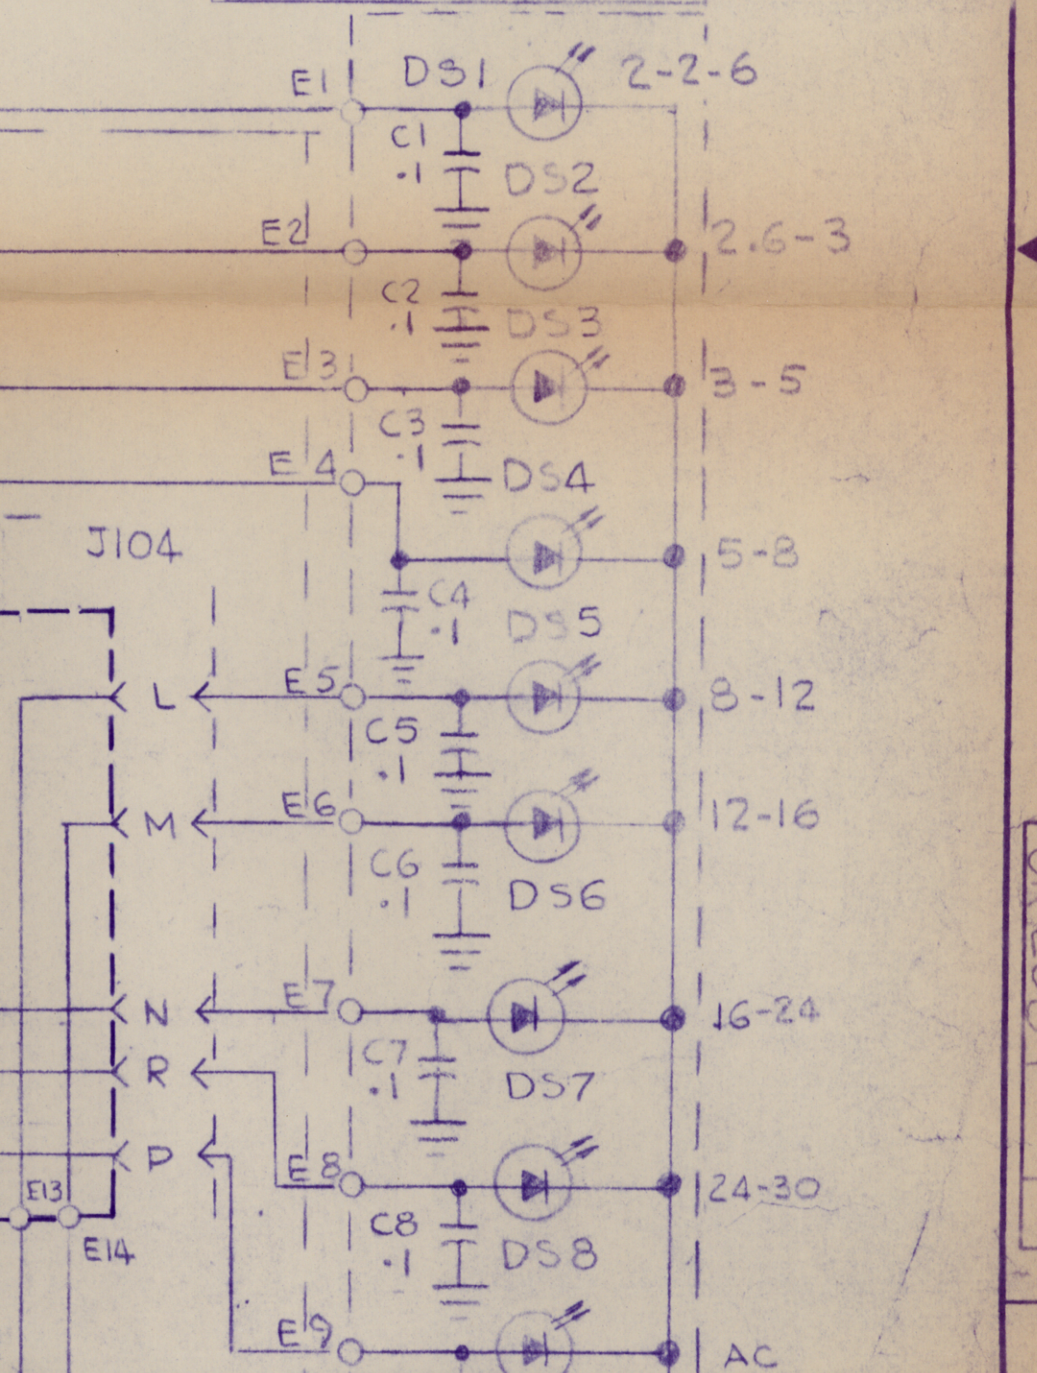 E1 DS1 2-2-6
C1
.1 DS2
E2 2.6-3
C2
.1 DS3
E3 3-5
C3
.1
E4 DS4
J104 5-8
C4
.1 DS5
L E5 8-12
C5
.1
M E6 12-16
C6
.1 DS6
N E7 16-24
C7
R .1 DS7
P E8 24-30
E13
C8
E14 .1 DS8
E9 AC